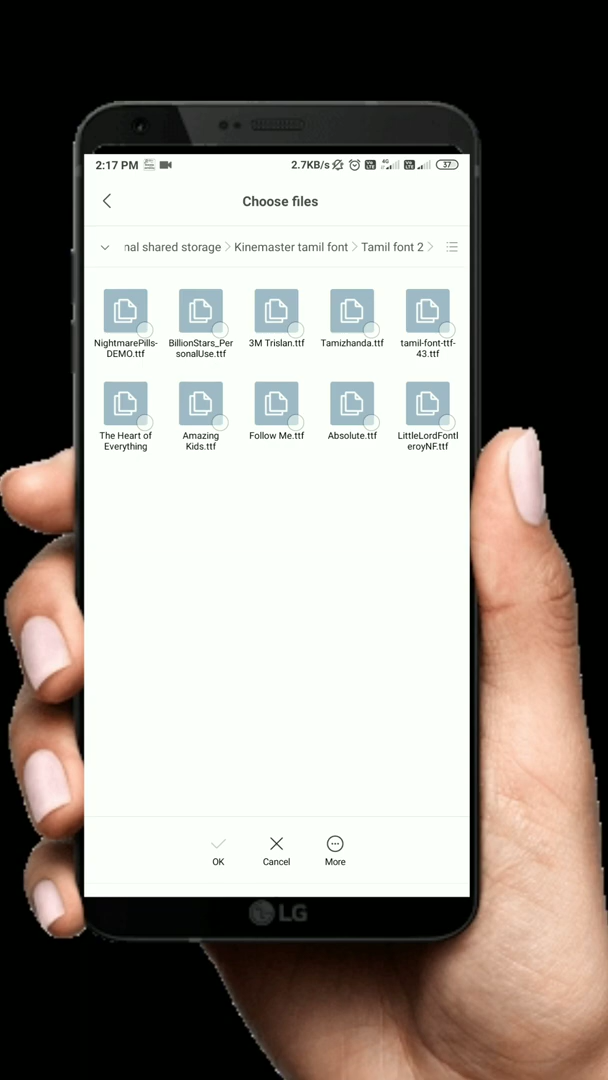 2:17 PM 2.7KB/s 4G 37
Choose files
nal shared storage Kinemaster tamil font Tamil font 2
NightmarePills-
DEMO.ttf
BillionStars_Per
sonalUse.ttf
3M Trislan.ttf
Tamizhanda.ttf
tamil-font-ttf-
43.ttf
The Heart of
Everything
Amazing
Kids.ttf
Follow Me.ttf
Absolute.ttf
LittleLordFontl
eroyNF.ttf
OK Cancel More
LG